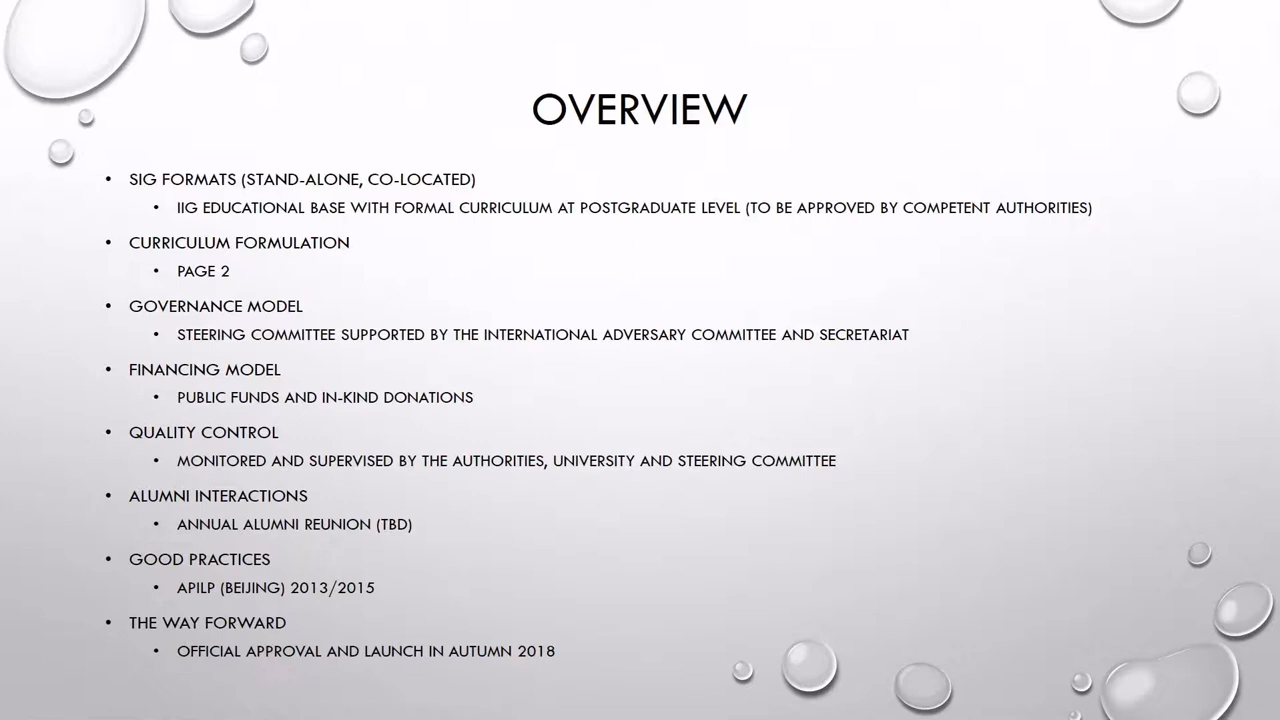 OVERVIEW
• SIG FORMATS (STAND-ALONE, CO-LOCATED)
• IIG EDUCATIONAL BASE WITH FORMAL CURRICULUM AT POSTGRADUATE LEVEL (TO BE APPROVED BY COMPETENT AUTHORITIES)
• CURRICULUM FORMULATION
• PAGE 2
• GOVERNANCE MODEL
• STEERING COMMITTEE SUPPORTED BY THE INTERNATIONAL ADVERSARY COMMITTEE AND SECRETARIAT
• FINANCING MODEL
• PUBLIC FUNDS AND IN-KIND DONATIONS
• QUALITY CONTROL
• MONITORED AND SUPERVISED BY THE AUTHORITIES, UNIVERSITY AND STEERING COMMITTEE
• ALUMNI INTERACTIONS
• ANNUAL ALUMNI REUNION (TBD)
• GOOD PRACTICES
• APILP (BEIJING) 2013/2015
• THE WAY FORWARD
• OFFICIAL APPROVAL AND LAUNCH IN AUTUMN 2018